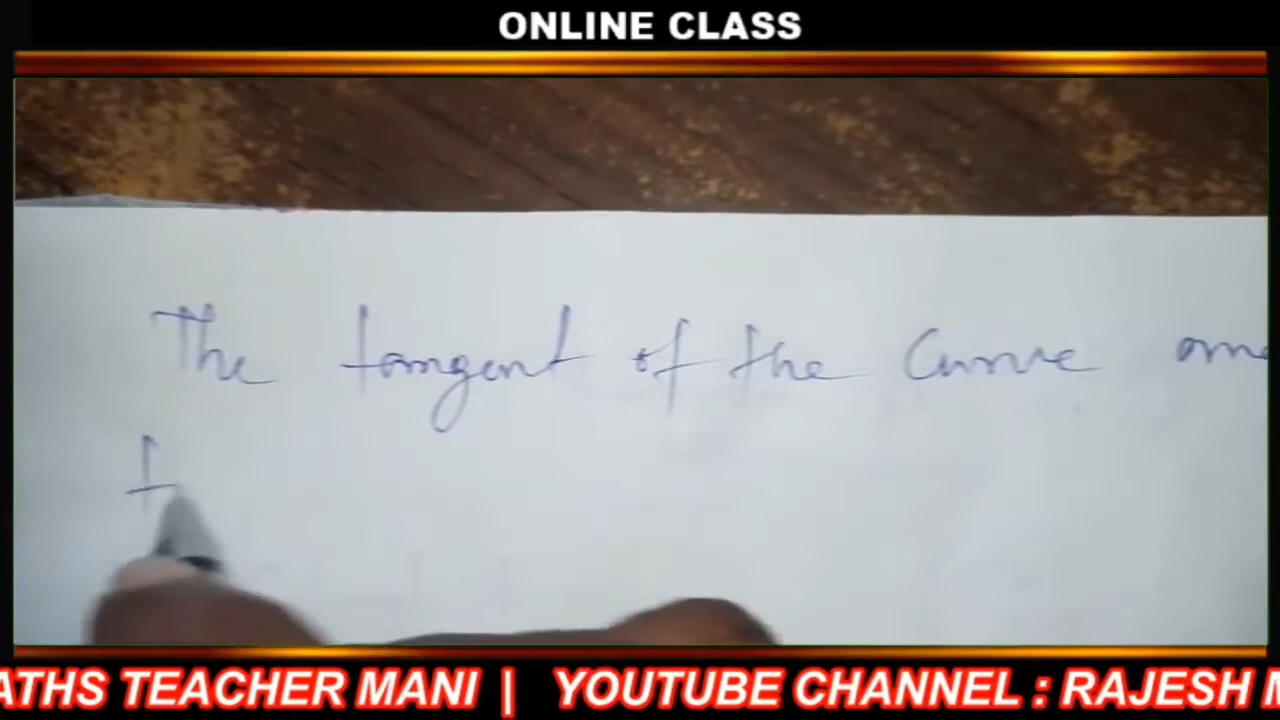 ONLINE CLASS
The tangent of the Curve
ATHS TEACHER MANI | YOUTUBE CHANNEL : RAJESH M